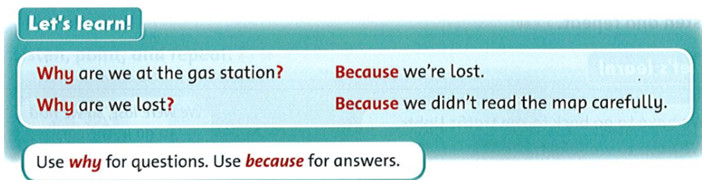 Let's learn!
Why are we at the gas station? Because we're lost.
Why are we lost? Because we didn't read the map carefully.
Use why for questions. Use because for answers.